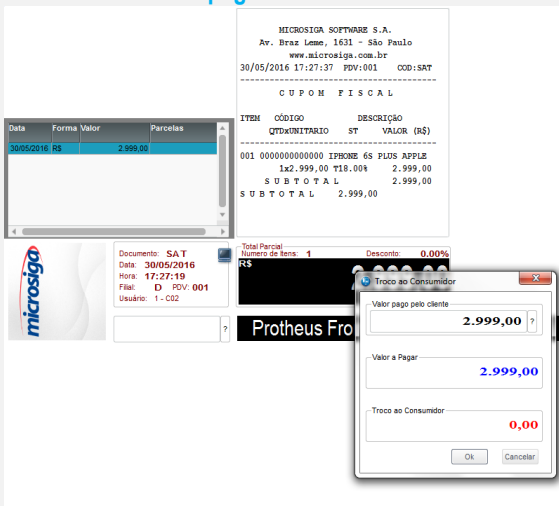 MICROSIGA SOFTWARE S.A.
Av. Braz Leme, 1631 - São Paulo
www.microsiga.com.br
30/05/2016 17:27:37 PDV:001 COD:SAT
CUPOM FISCAL
ITEM CÓDIGO DESCRIÇÃO
QTDxUNITARIO ST VALOR (R$)
001 0000000000000 IPHONE 6S PLUS APPLE
1x2.999,00 T18.00% 2.999,00
SUBTOTAL 2.999,00
SUBTOTAL 2.999,00
Data Forma Valor Parcelas
30/05/2016 R$ 2.999,00
microsiga
Documento: SAT
Data: 30/05/2016
Hora: 17:27:19
Filial: D PDV: 001
Usuário: 1 - C02
?
Total Parcial
Numero de Itens: 1 Desconto: 0.00%
R$
Protheus Fro
Troco ao Consumidor
Valor pago pelo cliente
2.999,00 ?
Valor a Pagar
2.999,00
Troco ao Consumidor
0,00
Ok Cancelar